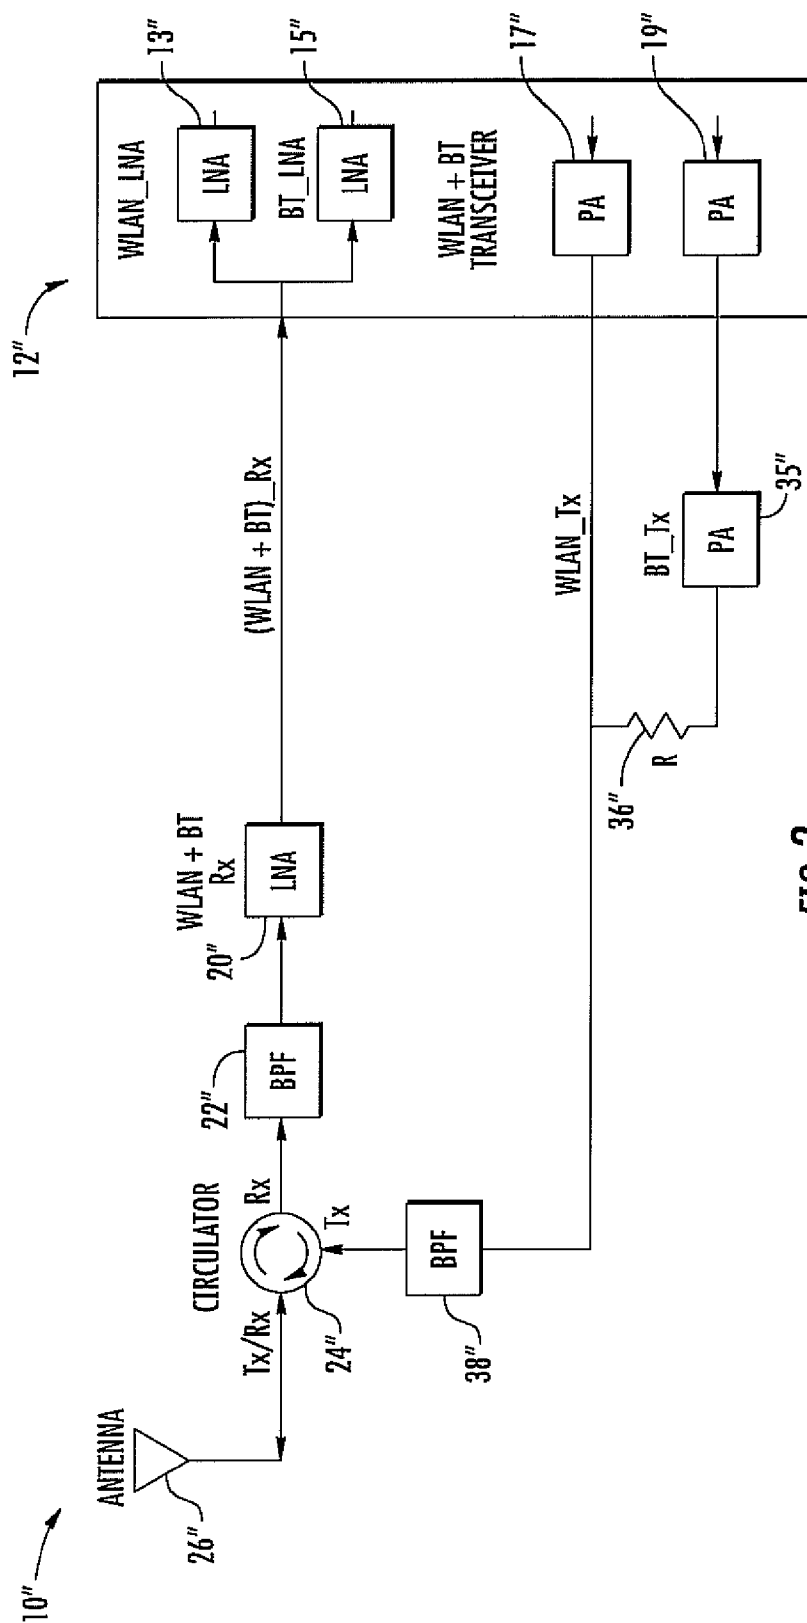 10"
ANTENNA
26"
CIRCULATOR
Tx/Rx
24"
Rx
Tx
22"
BPF
38"
BPF
WLAN + BT
Rx
20"
LNA
(WLAN + BT)_Rx
36"
R
WLAN_Tx
BT_Tx
PA
35"
12"
WLAN_LNA
LNA
13"
BT_LNA
LNA
15"
WLAN + BT
TRANSCEIVER
PA
17"
PA
19"